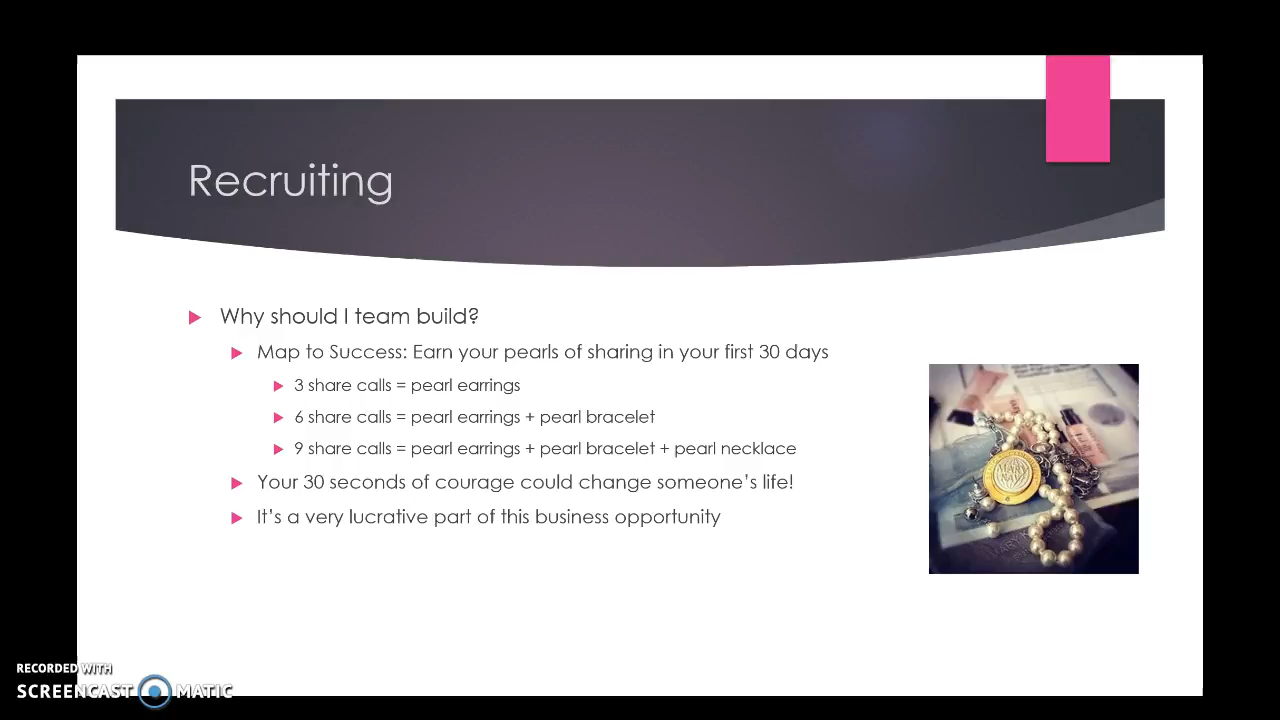 Recruiting
Why should I team build?
Map to Success: Earn your pearls of sharing in your first 30 days
3 share calls = pearl earrings
6 share calls = pearl earrings + pearl bracelet
9 share calls = pearl earrings + pearl bracelet + pearl necklace
Your 30 seconds of courage could change someone's life!
It's a very lucrative part of this business opportunity
MARY
KAY
MARY K
RECORDED WITH
SCREENCAST MATIC